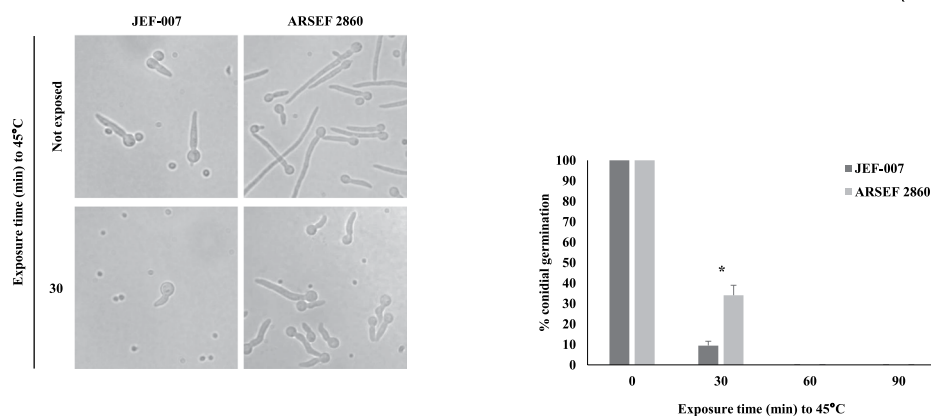 JEF-007
ARSEF 2860
Exposure time (min) to 45°C
Not exposed
30
% conidial germination
100
90
80
70
60
50
40
30
20
10
0
*
JEF-007
ARSEF 2860
0
30
60
90
Exposure time (min) to 45°C